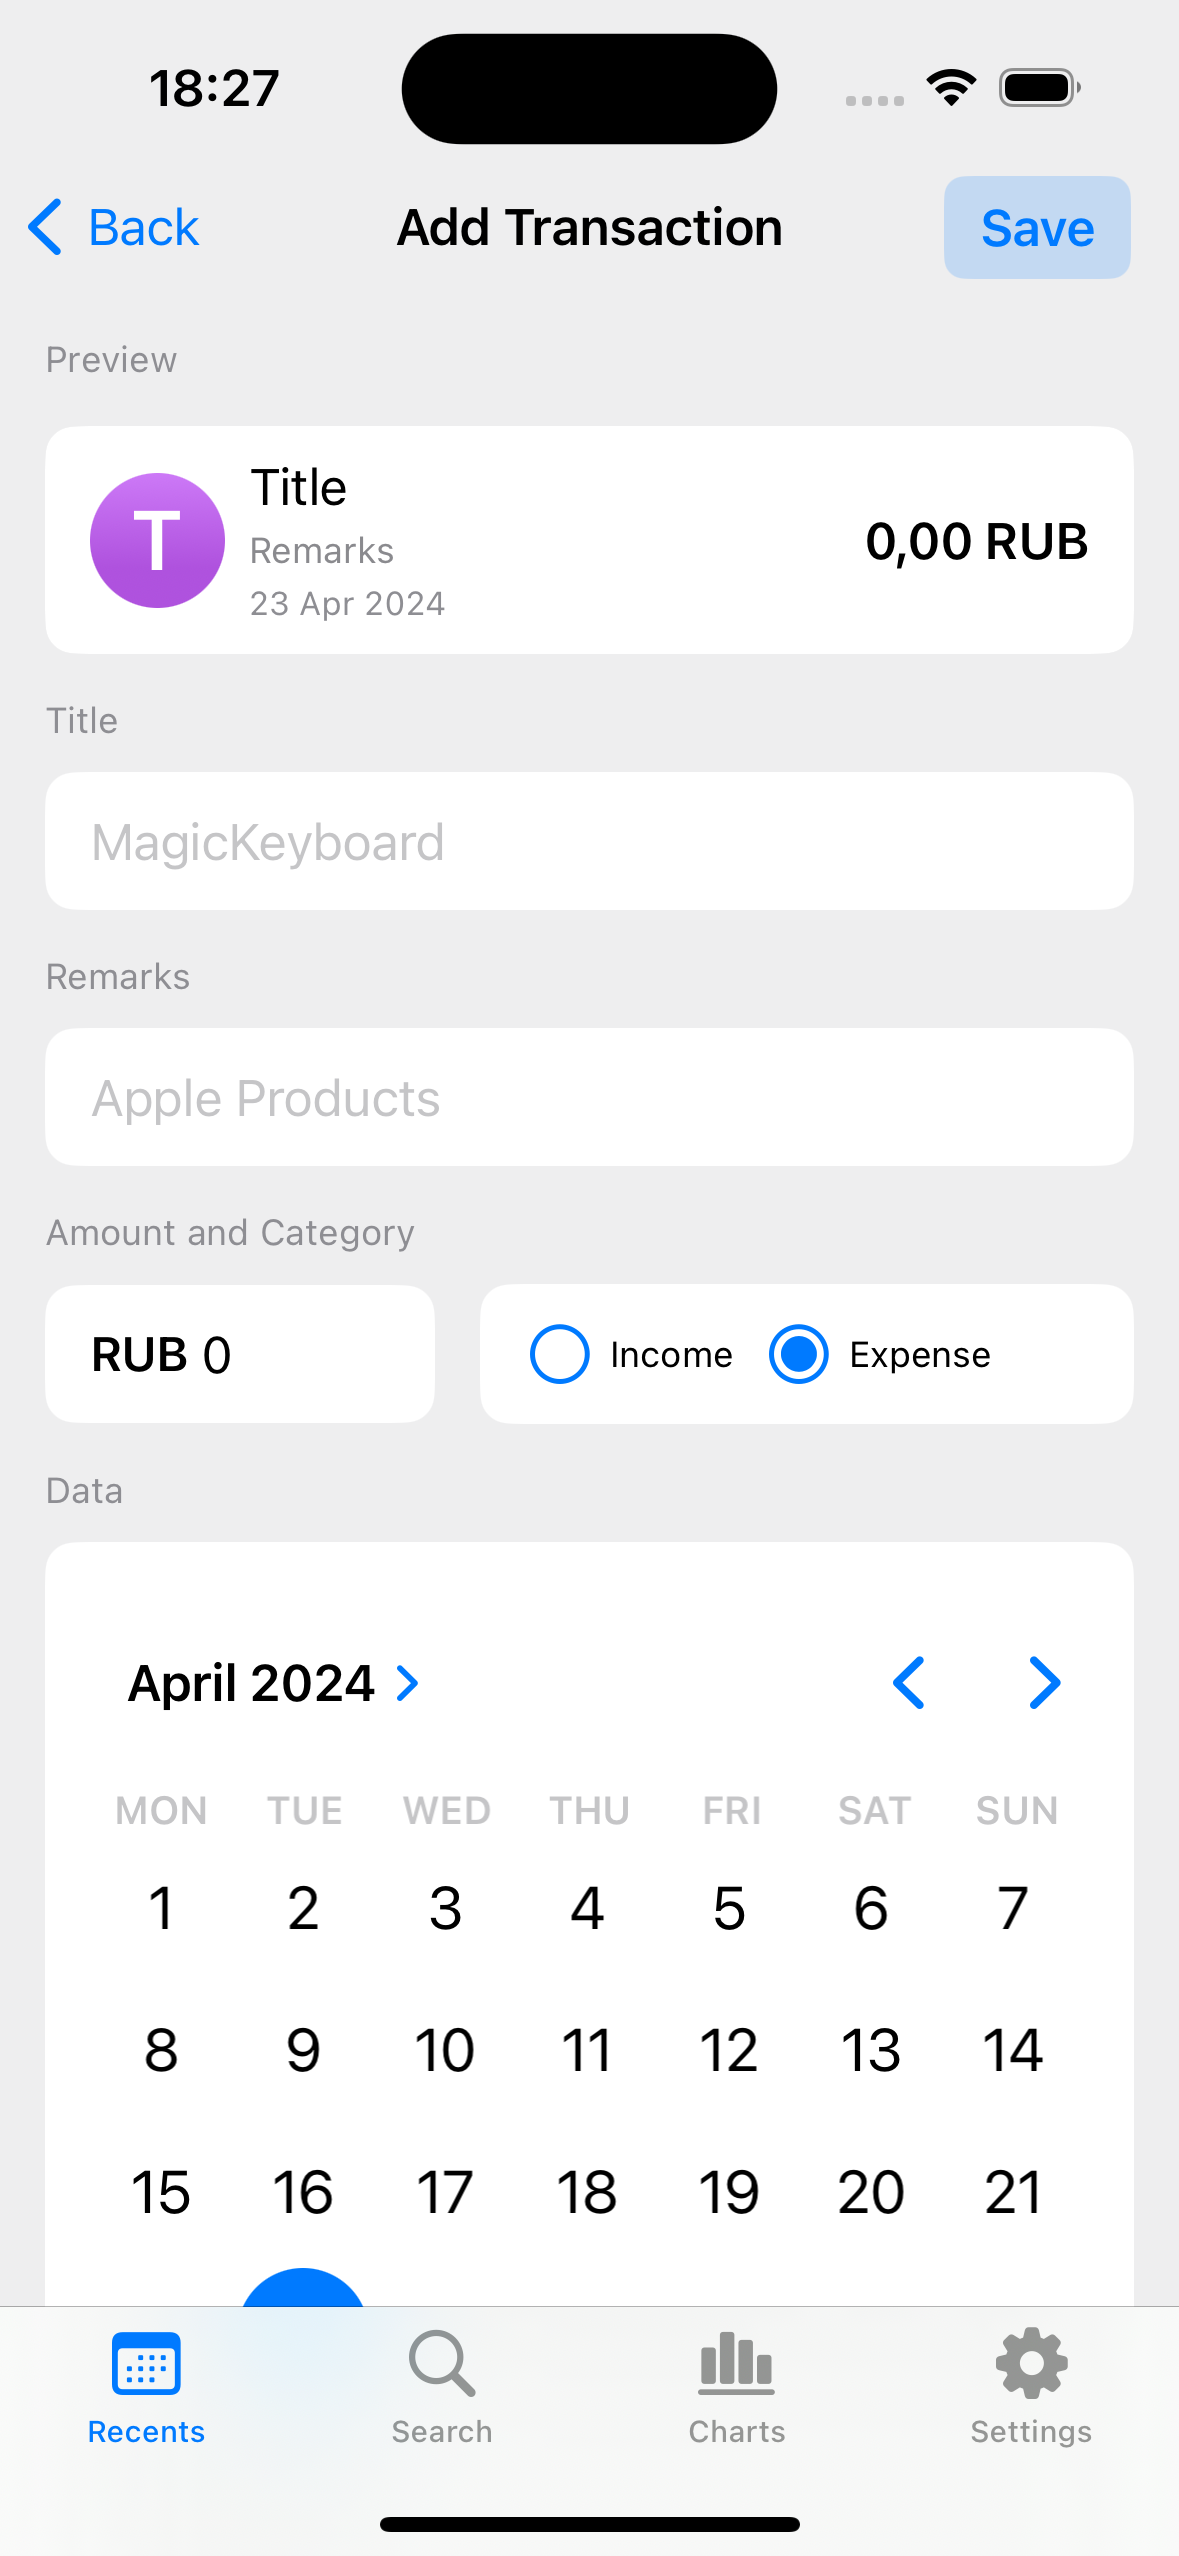 18:27
Back Add Transaction Save
Preview
T
Title
Remarks
23 Apr 2024
0,00 RUB
Title
MagicKeyboard
Remarks
Apple Products
Amount and Category
RUB 0 Income Expense
Data
April 2024
MON TUE WED THU FRI SAT SUN
1 2 3 4 5 6 7
8 9 10 11 12 13 14
15 16 17 18 19 20 21
Recents Search Charts Settings